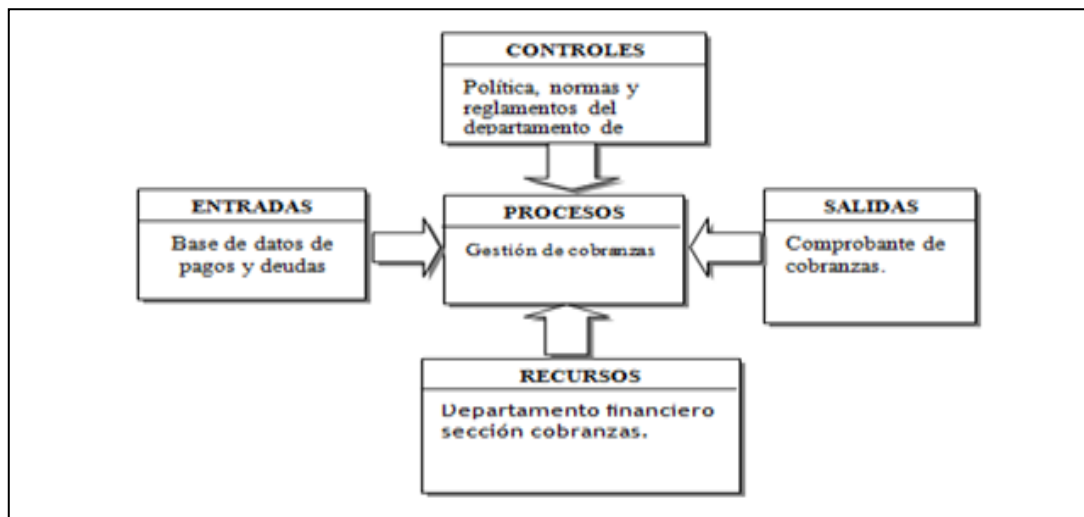 CONTROLES
Política, normas y
reglamentos del
departamento de
ENTRADAS
Base de datos de
pagos y deudas
PROCESOS
Gestión de cobranzas
SALIDAS
Comprobante de
cobranzas.
RECURSOS
Departamento financiero
sección cobranzas.